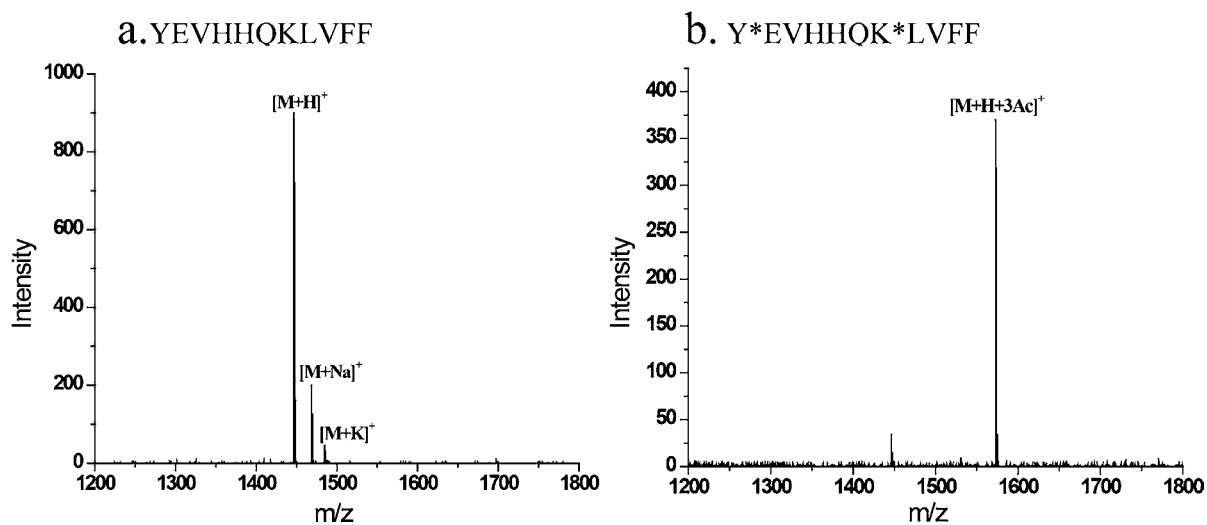 a.YEVHHQKLVFF
1000
800
600
400
200
0
Intensity
[M+H]⁺
[M+Na]⁺
[M+K]⁺
1200 1300 1400 1500 1600 1700 1800
m/z
b. Y*EVHHQK*LVFF
400
350
300
250
200
150
100
50
0
Intensity
[M+H+3Ac]⁺
1200 1300 1400 1500 1600 1700 1800
m/z